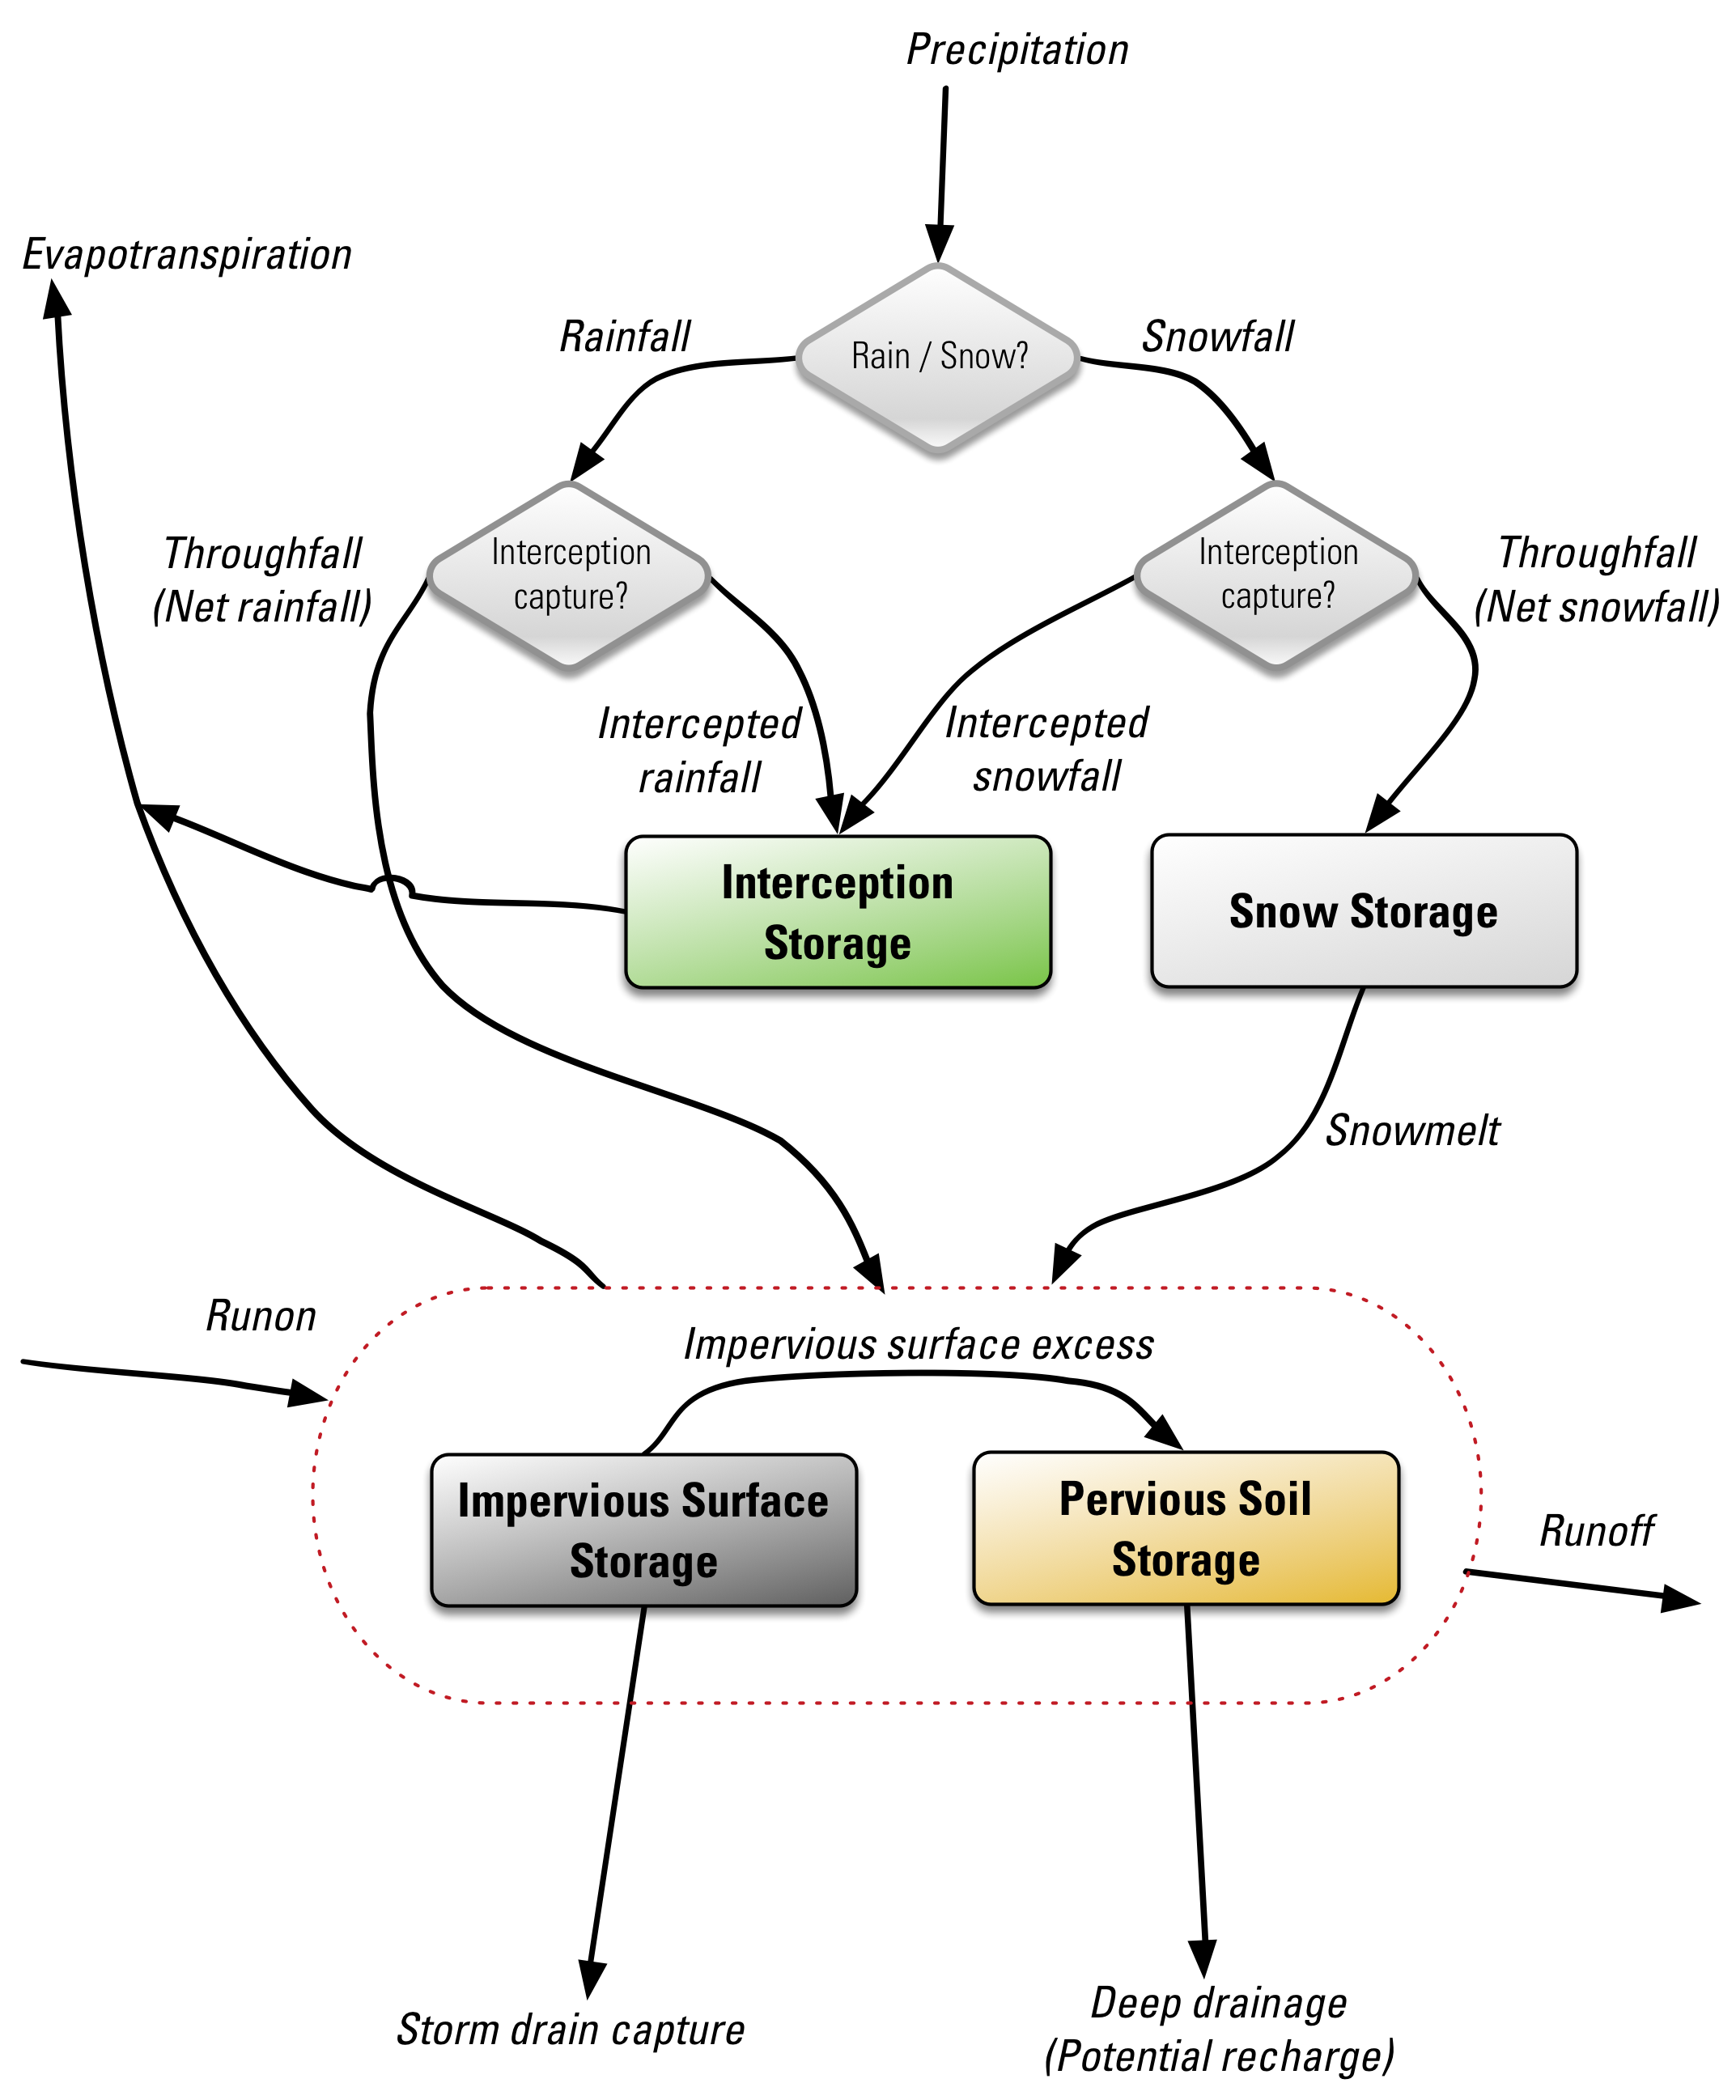 Precipitation
Evapotranspiration
Rainfall
Rain / Snow?
Snowfall
Throughfall
(Net rainfall)
Interception
capture?
Interception
capture?
Throughfall
(Net snowfall)
Intercepted
rainfall
Intercepted
snowfall
Interception
Storage
Snow Storage
Snowmelt
Runon
Impervious surface excess
Impervious Surface
Storage
Pervious Soil
Storage
Runoff
Storm drain capture
Deep drainage
(Potential recharge)